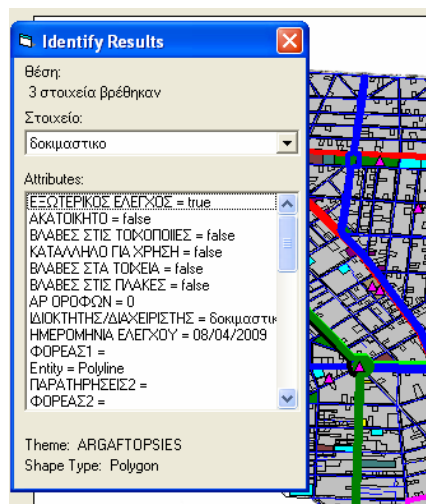 Identify Results
Θέση:
3 στοιχεία βρέθηκαν
Στοιχείο:
δοκιμαστικο
Attributes:
ΕΞΩΤΕΡΙΚΟΣ ΕΛΕΓΧΟΣ = true
ΑΚΑΤΟΙΚΗΤΟ = false
ΒΛΑΒΕΣ ΣΤΙΣ ΤΟΙΧΟΠΟΙΙΕΣ = false
ΚΑΤΑΛΛΗΛΟ ΓΙΑ ΧΡΗΣΗ = false
ΒΛΑΒΕΣ ΣΤΑ ΤΟΙΧΕΙΑ = false
ΒΛΑΒΕΣ ΣΤΙΣ ΠΛΑΚΕΣ = false
ΑΡ ΟΡΟΦΩΝ = 0
ΙΔΙΟΚΤΗΤΗΣ/ΔΙΑΧΕΙΡΙΣΤΗΣ = δοκιμαστικ
ΗΜΕΡΟΜΗΝΙΑ ΕΛΕΓΧΟΥ = 08/04/2009
ΦΟΡΕΑΣ1 =
Entity = Polyline
ΠΑΡΑΤΗΡΗΣΕΙΣ2 =
ΦΟΡΕΑΣ2 =
Theme: ARGAFTOPSIES
Shape Type: Polygon